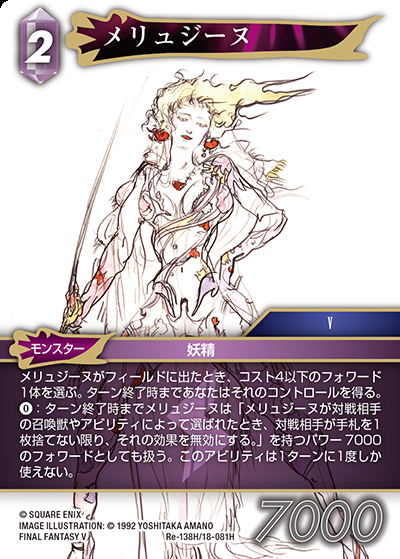 2
メリュジーヌ
V
モンスター
妖精
メリュジーヌがフィールドに出たとき、コスト4以下のフォワード
1体を選ぶ。ターン終了時まであなたはそれのコントロールを得る。
0：ターン終了時までメリュジーヌは「メリュジーヌが対戦相手
の召喚獣やアビリティによって選ばれたとき、対戦相手が手札を1
枚捨てない限り、その効果を無効にする。」を持つパワー 7000
のフォワードとしても扱う。このアビリティは1ターンに1度しか
使えない。
© SQUARE ENIX
IMAGE ILLUSTRATION: © 1992 YOSHITAKA AMANO
FINAL FANTASY V
Re-138H/18-081H
7000